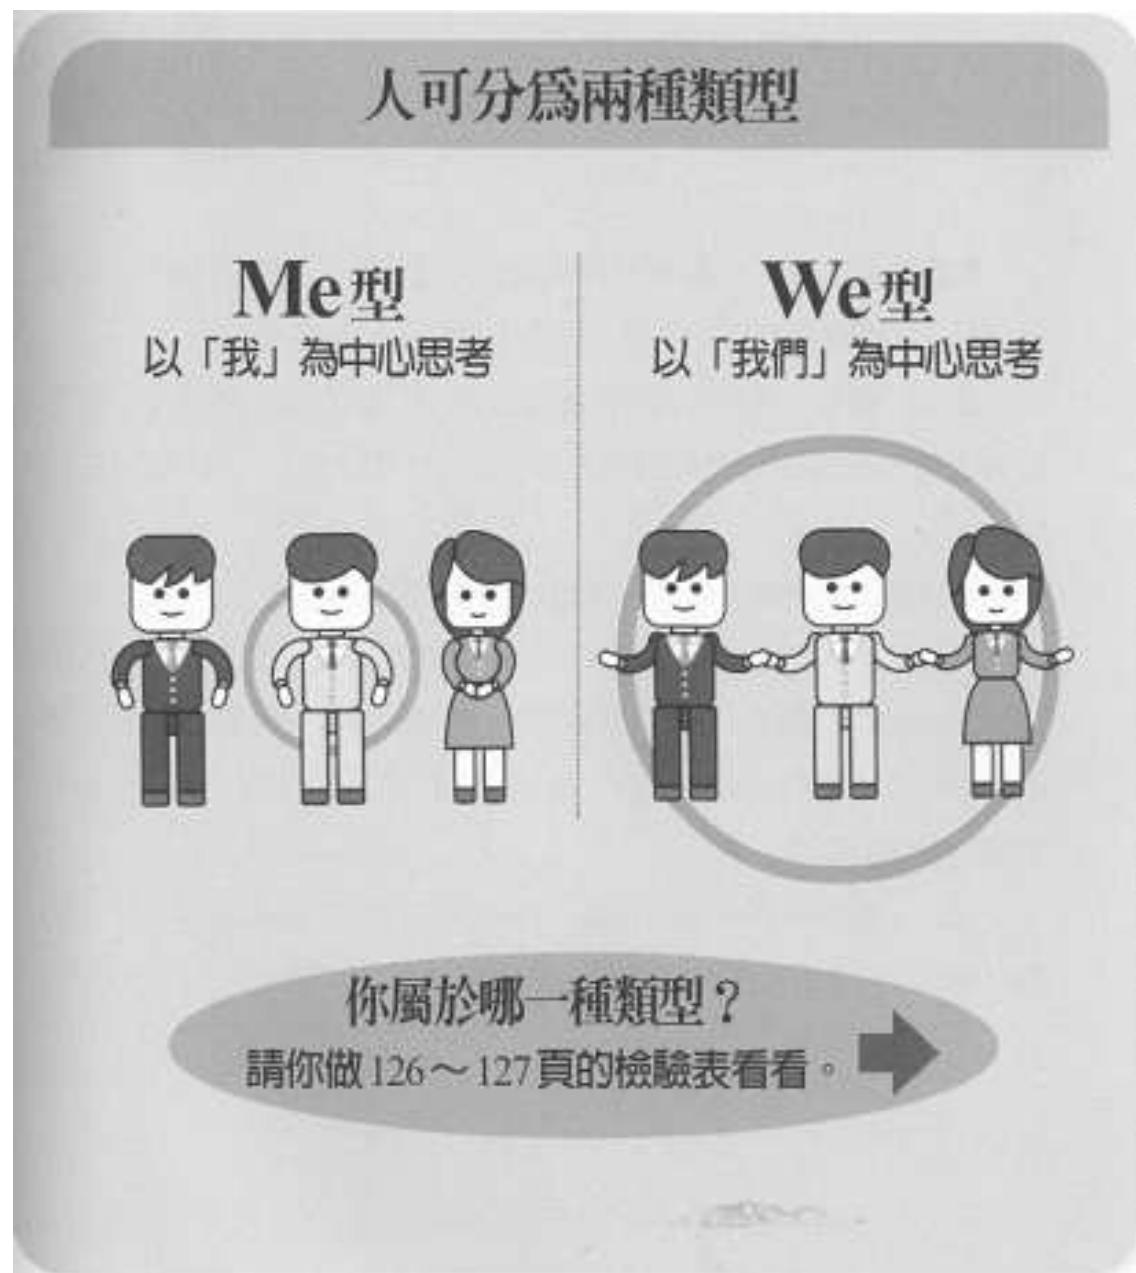 人可分爲兩種類型
Me型
以「我」為中心思考
We型
以「我們」為中心思考
你屬於哪一種類型？
請你做126～127頁的檢驗表看看。